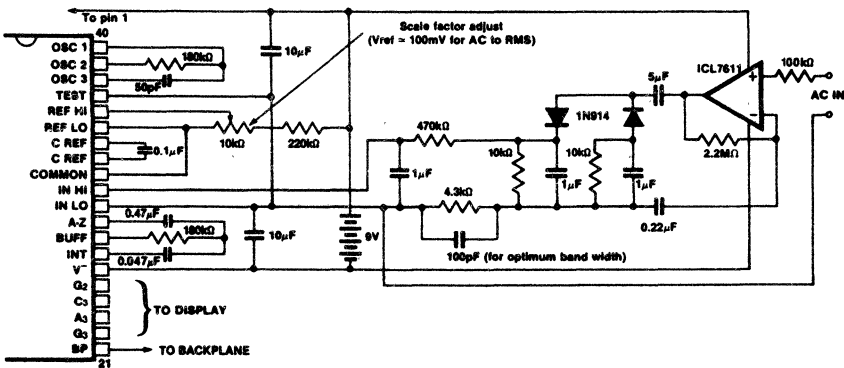 To pin 1
40
OSC 1
OSC 2
OSC 3
TEST
REF HI
REF LO
C REF
C REF
COMMON
IN HI
IN LO
A-Z
BUFF
INT
V-
G2
C3
A3
G3
BP
21
180kΩ
50pF
10µF
Scale factor adjust
(Vref ≃ 100mV for AC to RMS)
0.1µF
10kΩ
220kΩ
470kΩ
1µF
10kΩ
1µF
10kΩ
1µF
1N914
5µF
ICL7611
+
−
100kΩ
AC IN
2.2MΩ
4.3kΩ
0.22µF
100pF (for optimum band width)
0.47µF
180kΩ
0.047µF
10µF
9V
TO DISPLAY
TO BACKPLANE